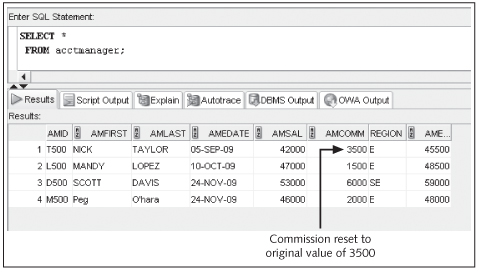 Enter SQL Statement:
SELECT *
FROM acctmanager;
Results Script Output Explain Autotrace DBMS Output OWA Output
Results:
AMID AMFIRST AMLAST AMEDATE AMSAL AMCOMM REGION AME...
1 T500 NICK TAYLOR 05-SEP-09 42000 3500 E 45500
2 L500 MANDY LOPEZ 10-OCT-09 47000 1500 E 48500
3 D500 SCOTT DAVIS 24-NOV-09 53000 6000 SE 59000
4 M500 Peg O'hara 24-NOV-09 46000 2000 E 48000
Commission reset to
original value of 3500